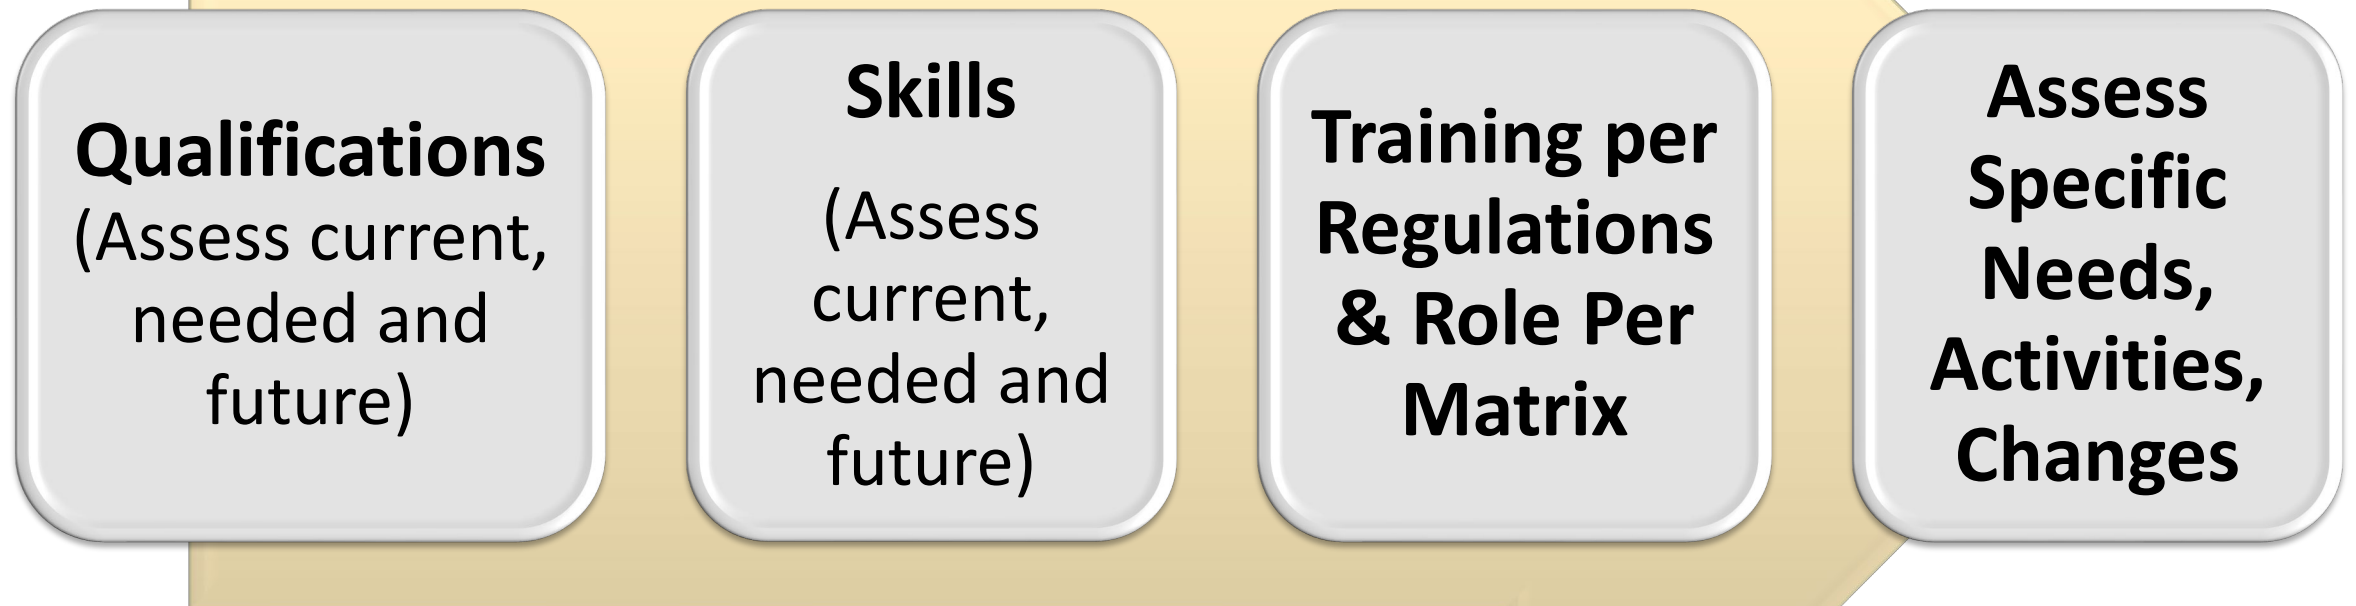 Qualifications
(Assess current,
needed and
future)
Skills
(Assess
current,
needed and
future)
Training per
Regulations
& Role Per
Matrix
Assess
Specific
Needs,
Activities,
Changes